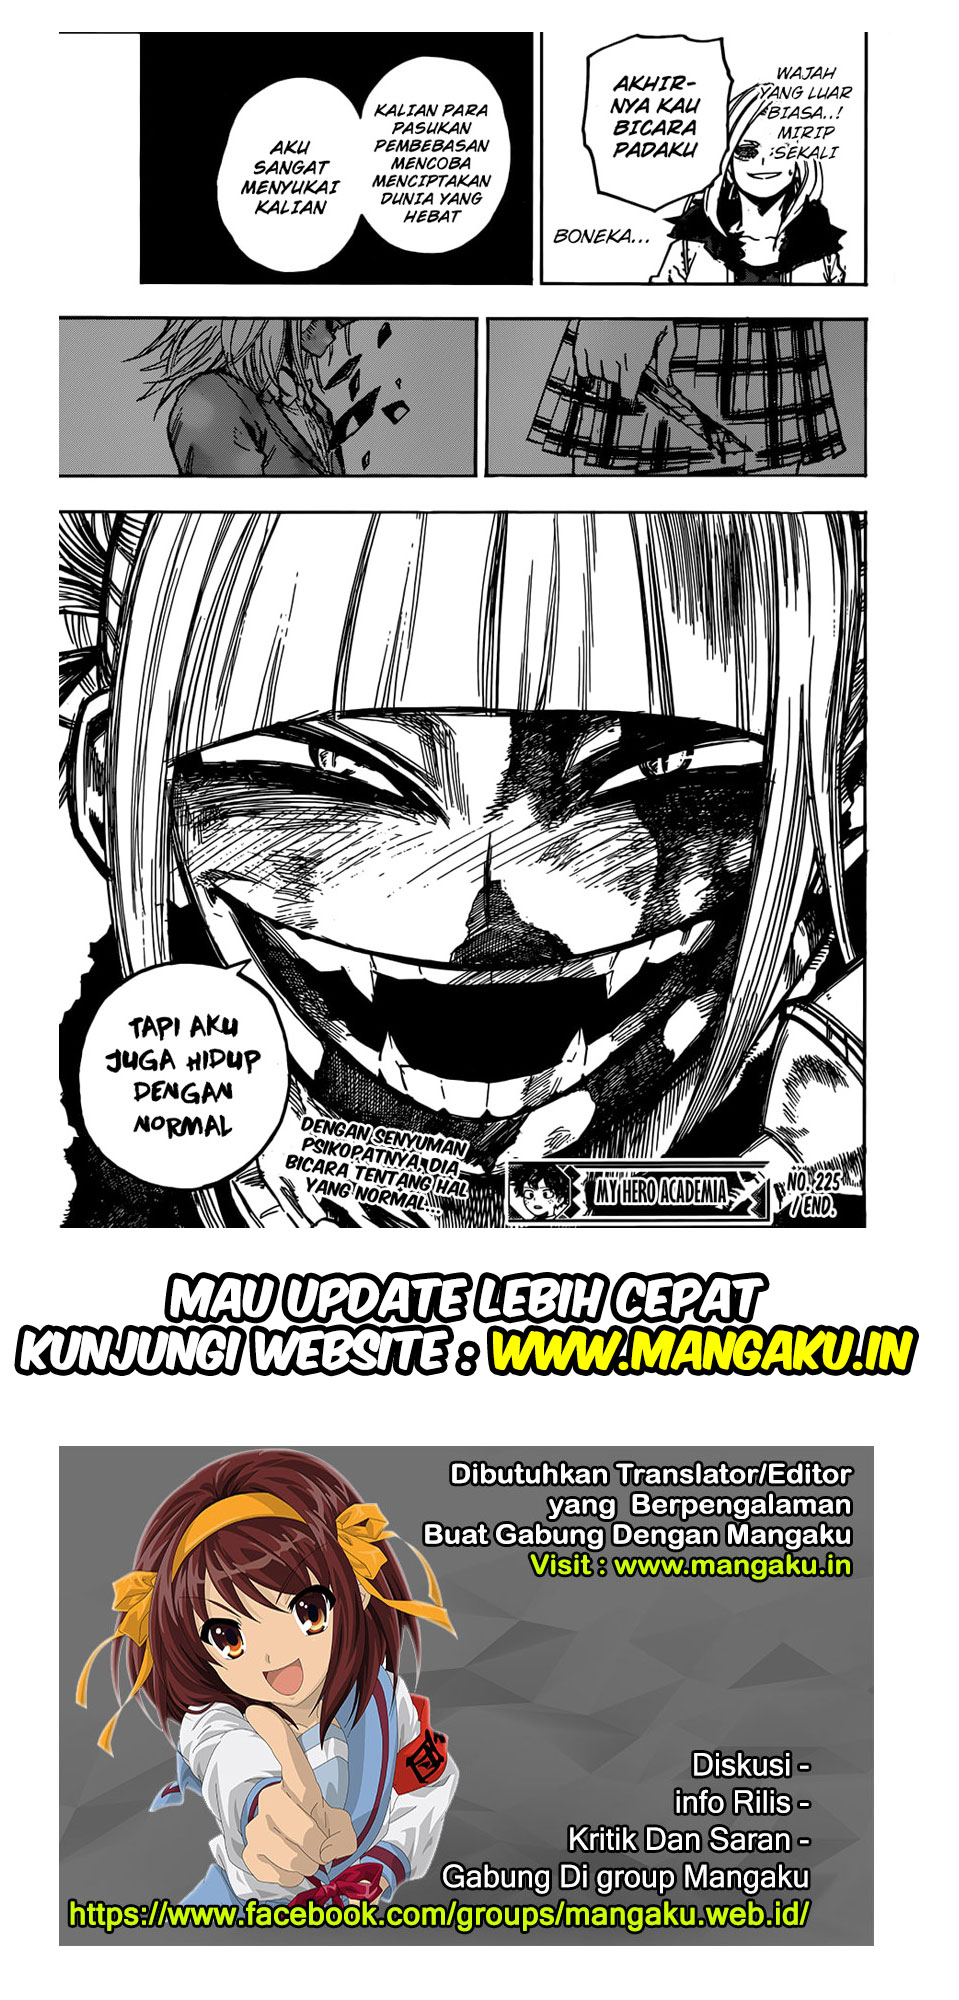 WAJAH
YANG LUAR
BIASA..!
MIRIP
SEKALI
AKHIR-
NYA KAU
BICARA
PADAKU
BONEKA...
KALIAN PARA
PASUKAN
PEMBEBASAN
MENCOBA
MENCIPTAKAN
DUNIA YANG
HEBAT
AKU
SANGAT
MENYUKAI
KALIAN
TAPI AKU
JUGA HIDUP
DENGAN
NORMAL
DENGAN SENYUMAN
PSIKOPATNYA, DIA
BICARA TENTANG HAL
YANG NORMAL...
MY HERO ACADEMIA
NO. 225
/ END.
MAU UPDATE LEBIH CEPAT
KUNJUNGI WEBSITE : WWW.MANGAKU.IN
Dibutuhkan Translator/Editor
yang Berpengalaman
Buat Gabung Dengan Mangaku
Visit : www.mangaku.in
Diskusi -
info Rilis -
Kritik Dan Saran -
Gabung Di group Mangaku
https://www.facebook.com/groups/mangaku.web.id/